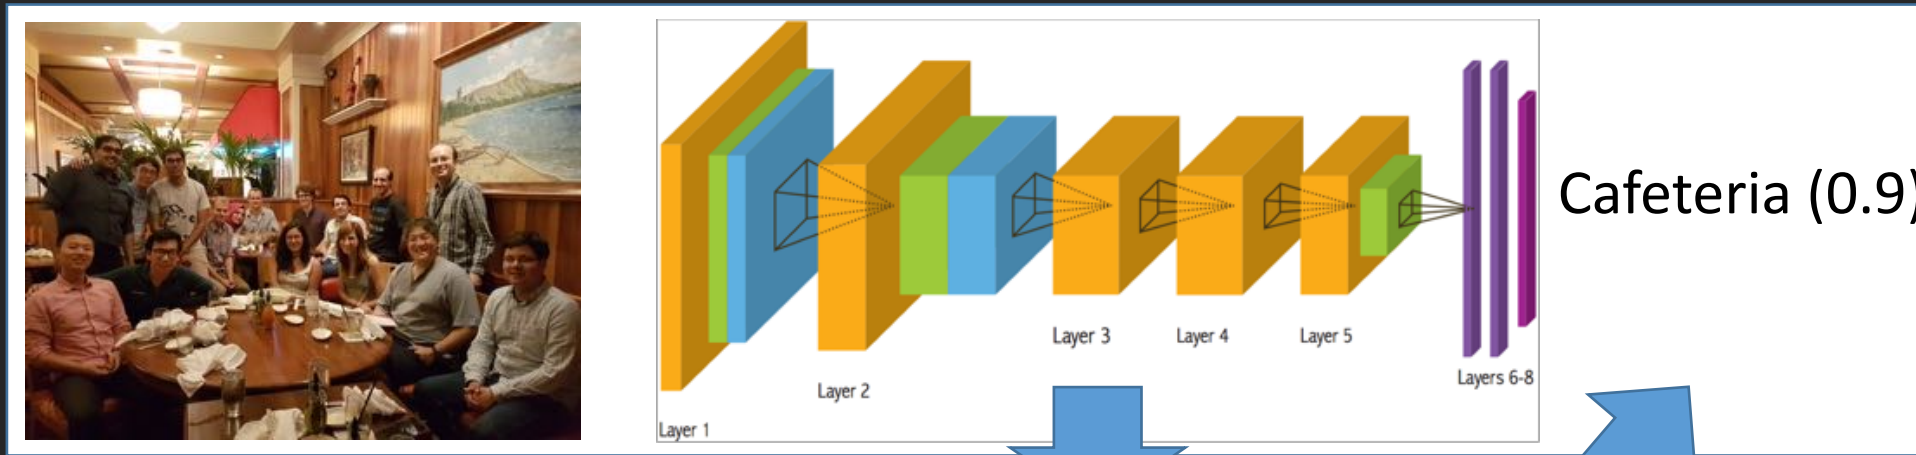 Cafeteria (0.9)
Layer 3
Layer 4
Layer 5
Layers 6-8
Layer 2
Layer 1